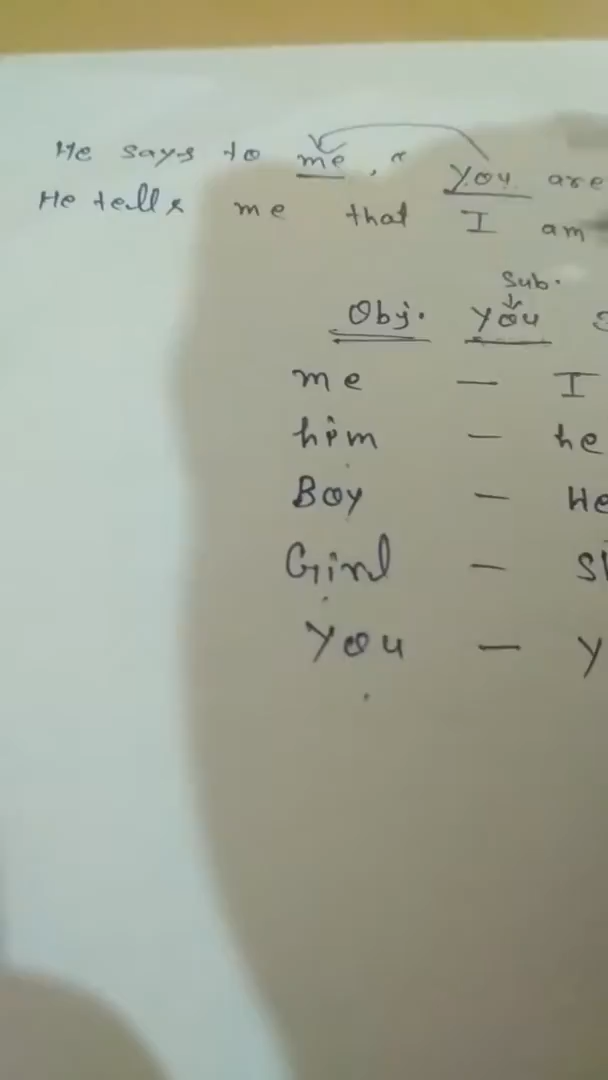 He says to me, " you are
He tells me that I am
Sub.
Obj. you
me — I
him — he
Boy — He
Girl —
You —